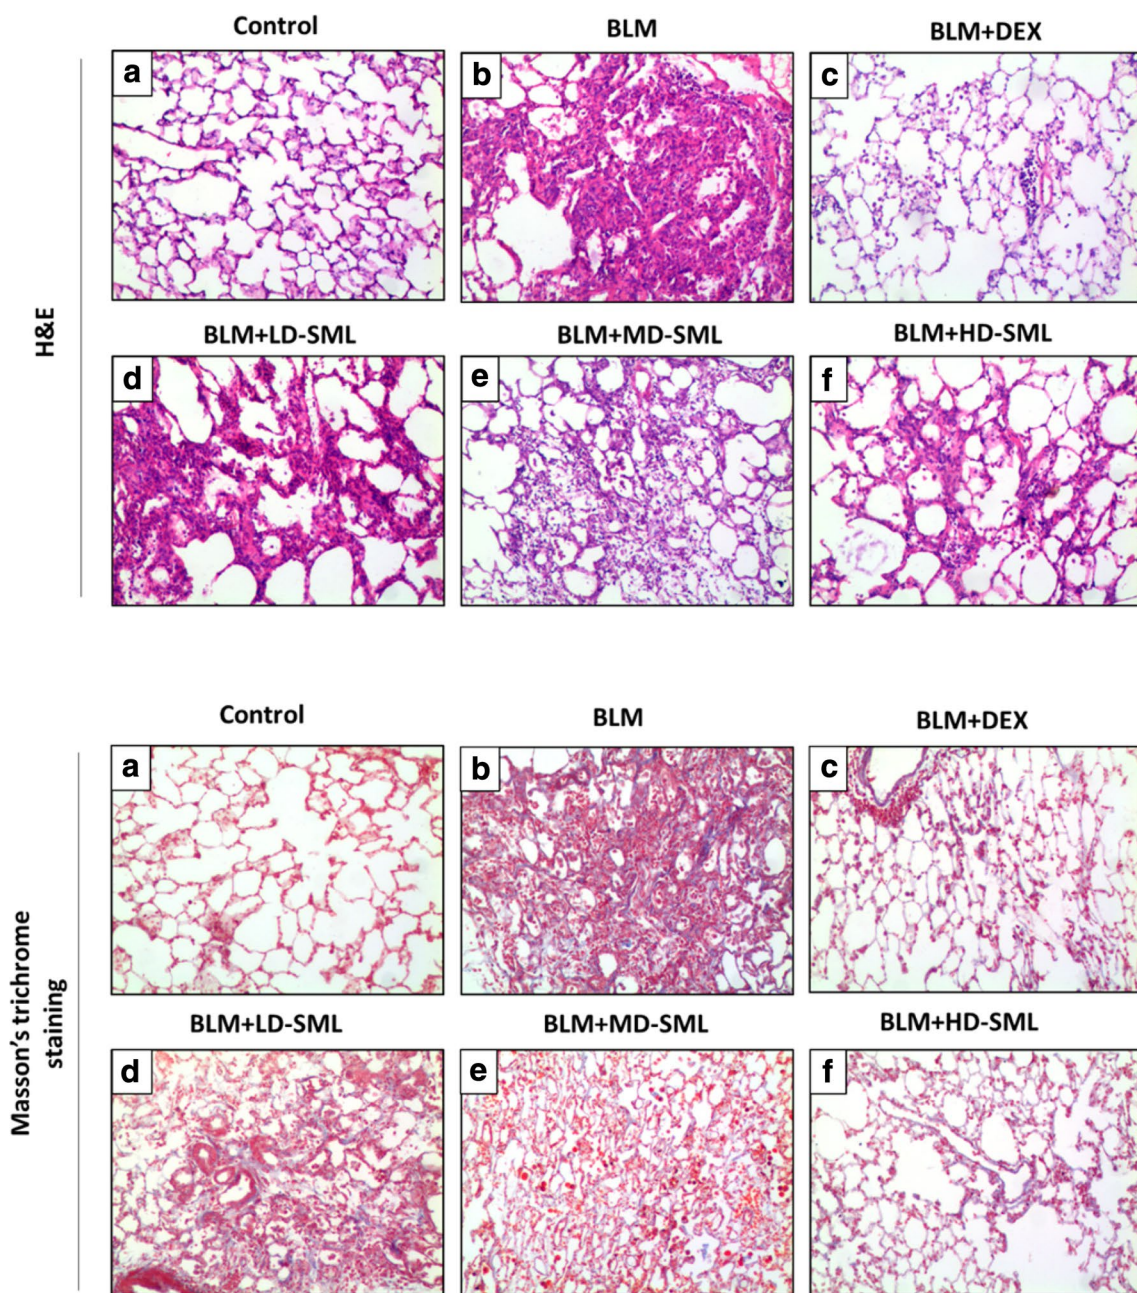 Control
BLM
BLM+DEX
a
b
c
H&E
BLM+LD-SML
BLM+MD-SML
BLM+HD-SML
d
e
f
Control
BLM
BLM+DEX
a
b
c
Masson's trichrome
staining
BLM+LD-SML
BLM+MD-SML
BLM+HD-SML
d
e
f